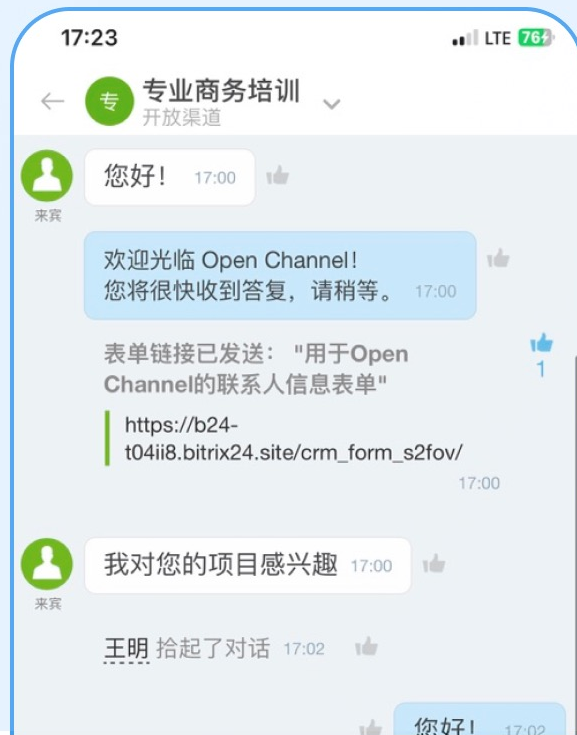 17:23 LTE 76
专 专业商务培训
开放渠道
您好！ 17:00
来宾
欢迎光临 Open Channel！
您将很快收到答复，请稍等。 17:00
表单链接已发送： "用于Open
Channel的联系人信息表单"
1
https://b24-
t04ii8.bitrix24.site/crm_form_s2fov/
17:00
我对您的项目感兴趣 17:00
来宾
王明 拾起了对话 17:02
您好！ 17:02